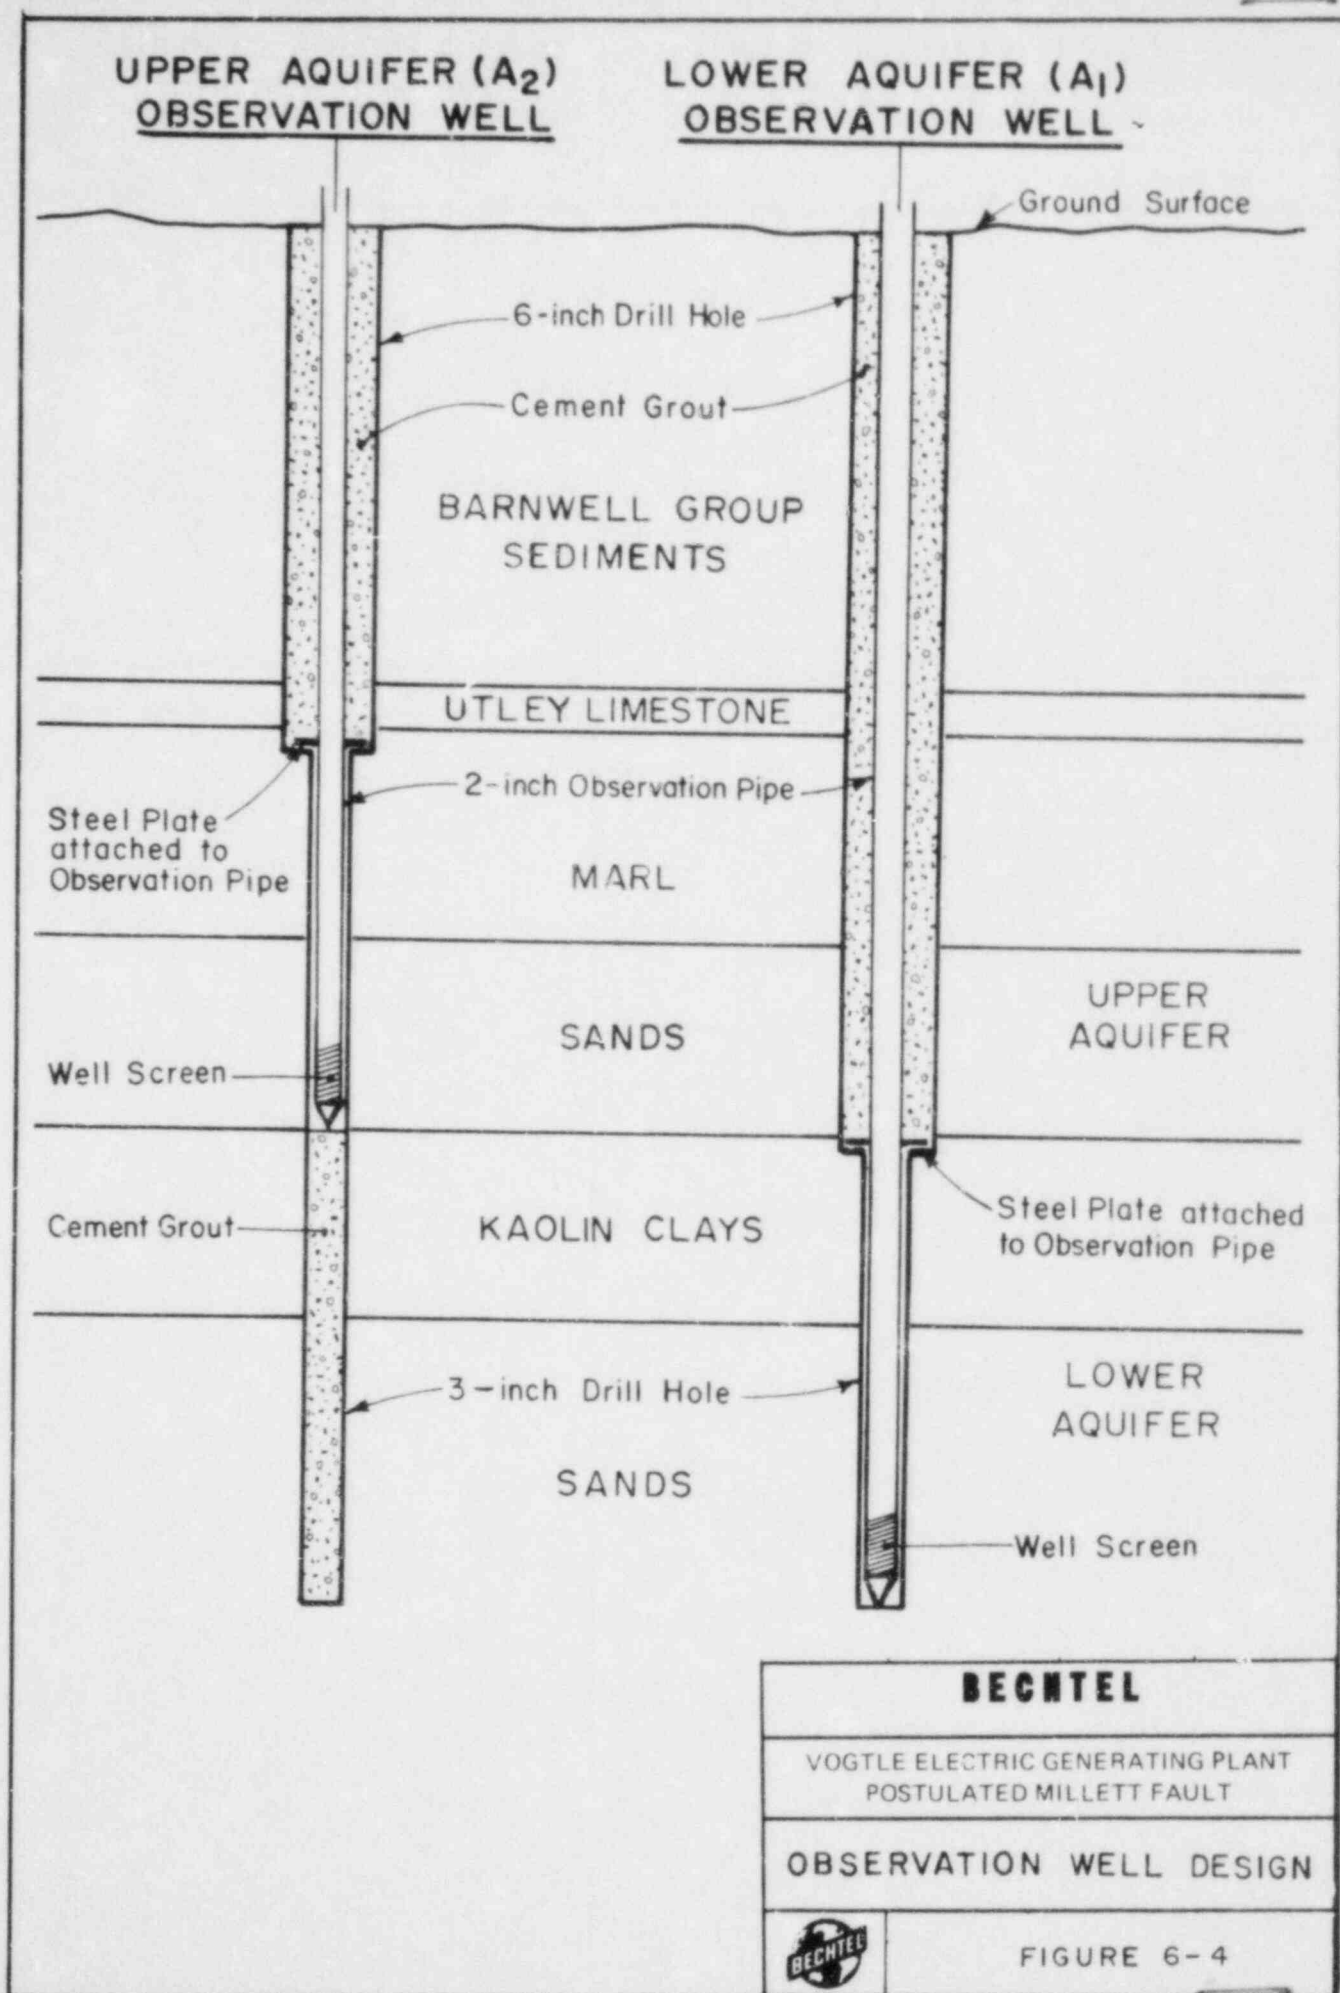 UPPER AQUIFER (A2)
OBSERVATION WELL
LOWER AQUIFER (A1)
OBSERVATION WELL
Ground Surface
6-inch Drill Hole
Cement Grout
BARNWELL GROUP
SEDIMENTS
UTLEY LIMESTONE
2-inch Observation Pipe
Steel Plate
attached to
Observation Pipe
MARL
UPPER
AQUIFER
SANDS
Well Screen
Steel Plate attached
to Observation Pipe
Cement Grout
KAOLIN CLAYS
3-inch Drill Hole
LOWER
AQUIFER
SANDS
Well Screen
BECHTEL
VOGTLE ELECTRIC GENERATING PLANT
POSTULATED MILLETT FAULT
OBSERVATION WELL DESIGN
BECHTEL
FIGURE 6-4